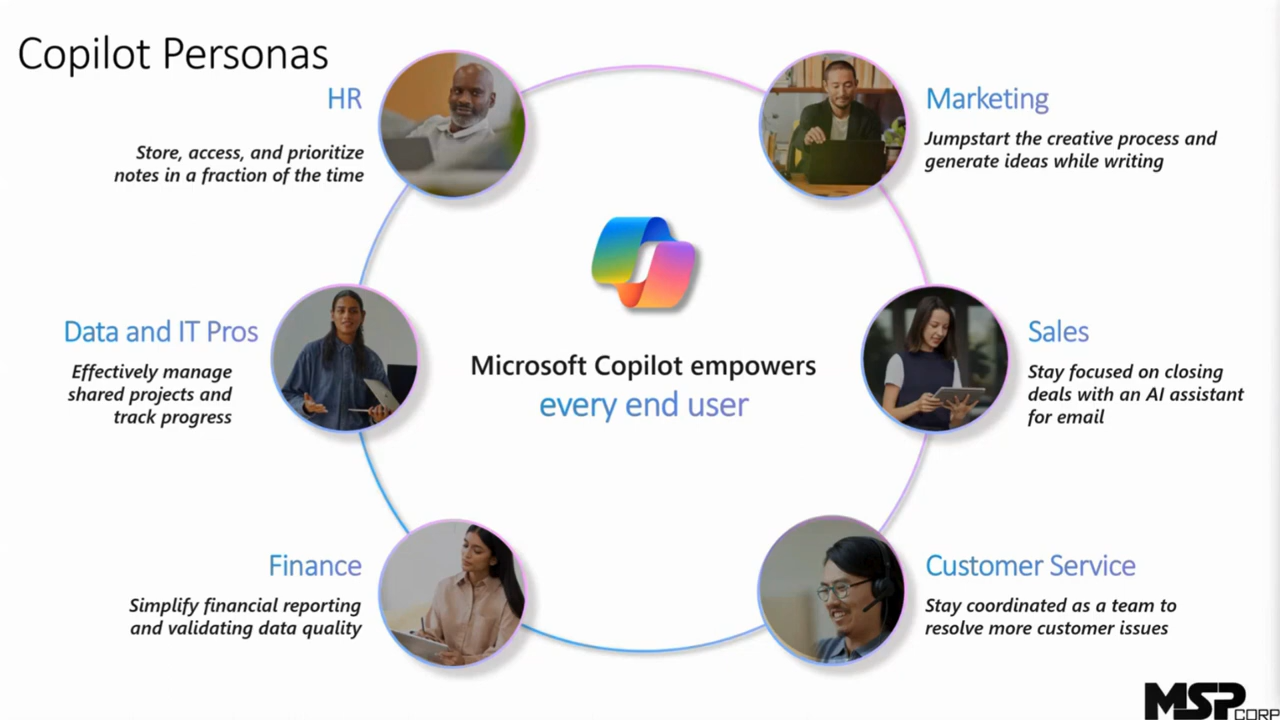 Copilot Personas
HR
Store, access, and prioritize
notes in a fraction of the time
Marketing
Jumpstart the creative process and
generate ideas while writing
Data and IT Pros
Effectively manage
shared projects and
track progress
Microsoft Copilot empowers
every end user
Sales
Stay focused on closing
deals with an AI assistant
for email
Finance
Simplify financial reporting
and validating data quality
Customer Service
Stay coordinated as a team to
resolve more customer issues
MSP
CORP